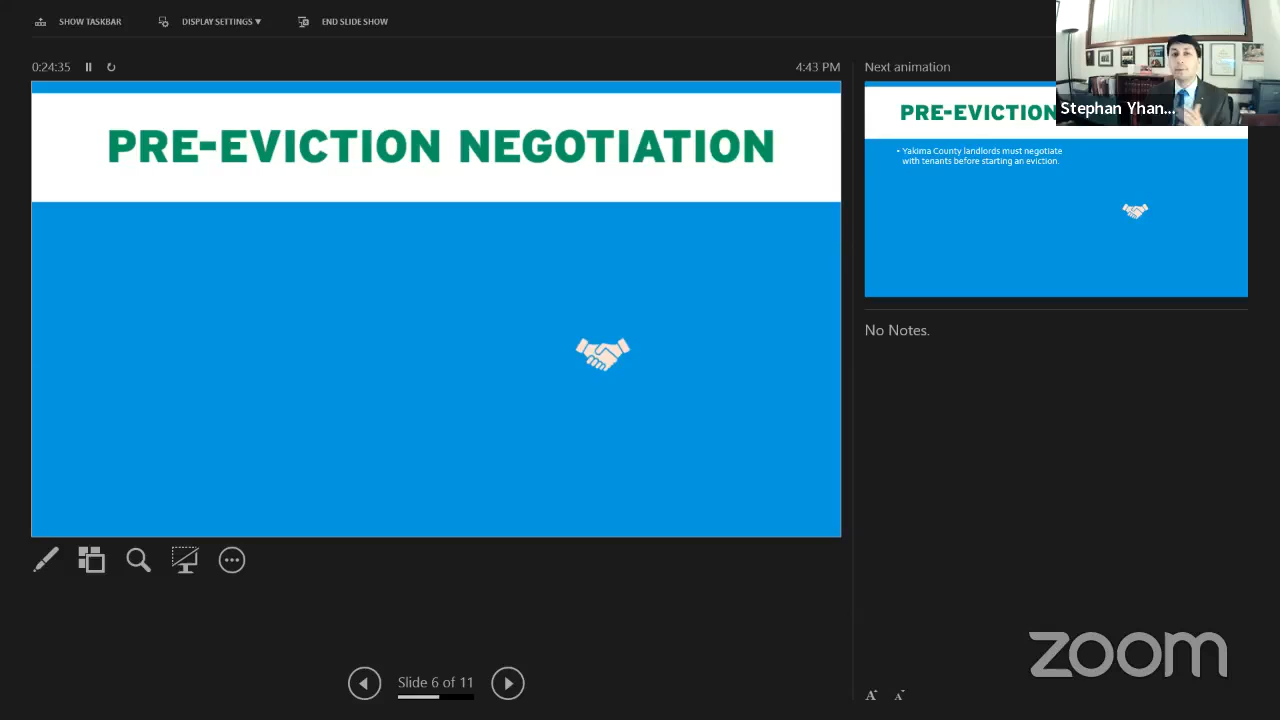 SHOW TASKBAR
DISPLAY SETTINGS ▼
END SLIDE SHOW
0:24:35
4:43 PM
PRE-EVICTION NEGOTIATION
Slide 6 of 11
Next animation
PRE-EVICTION
• Yakima County landlords must negotiate
with tenants before starting an eviction.
No Notes.
A
A
Stephan Yhan...
zoom